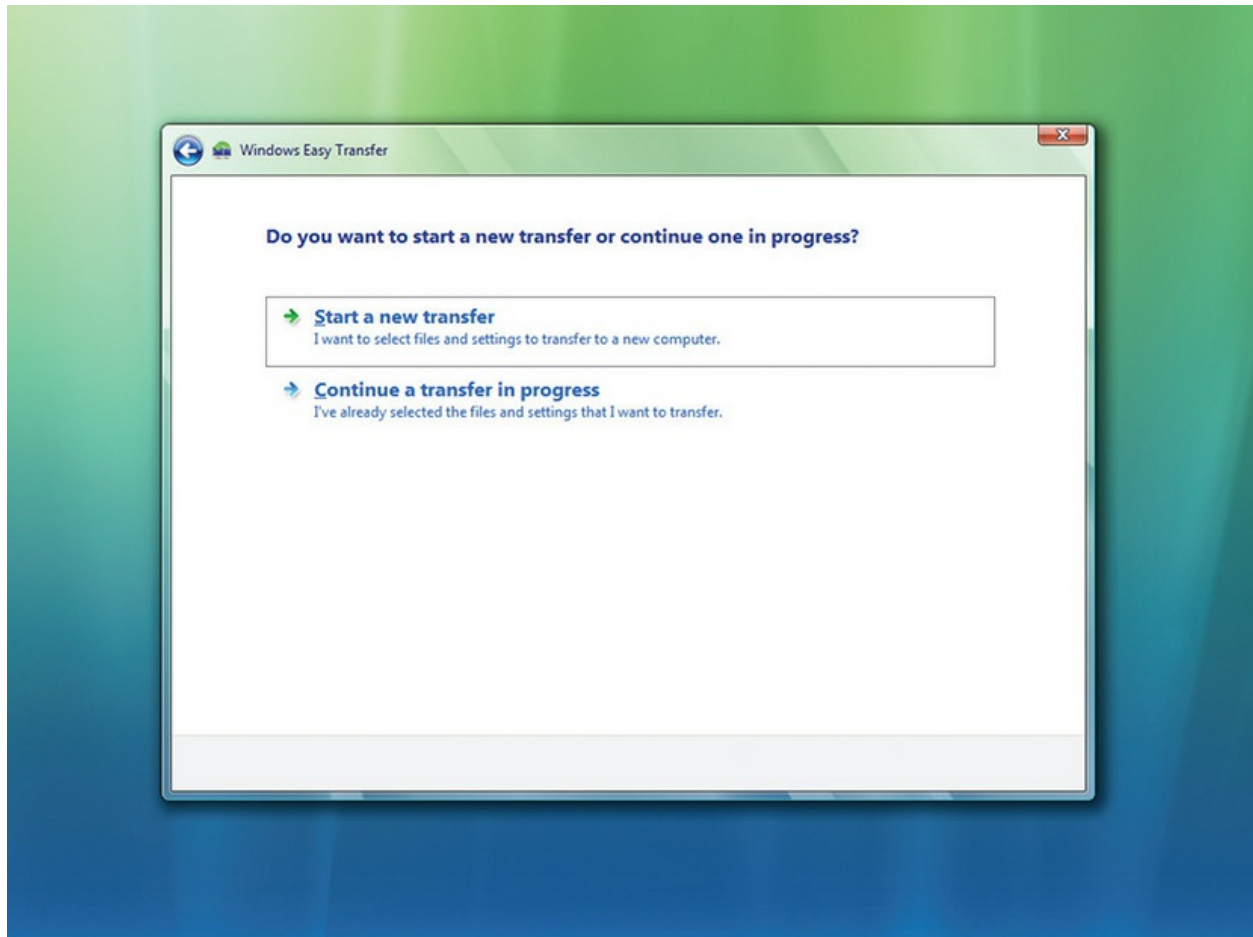 Windows Easy Transfer
Do you want to start a new transfer or continue one in progress?
Start a new transfer
I want to select files and settings to transfer to a new computer.
Continue a transfer in progress
I've already selected the files and settings that I want to transfer.